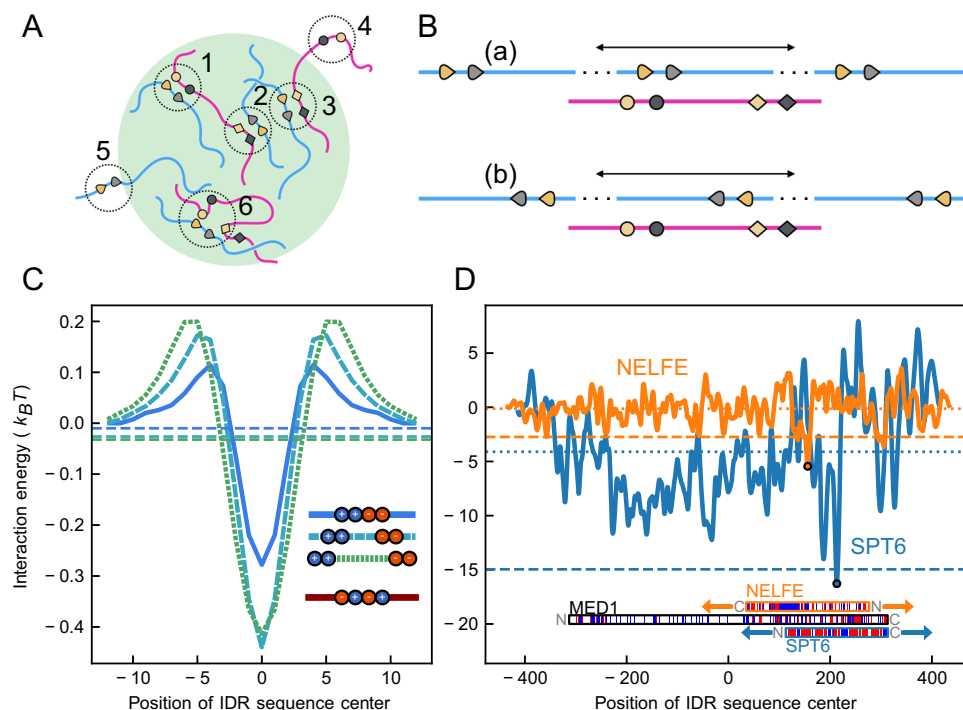 A
1
2
3
4
5
6
B
(a)
. . .
. . .
(b)
. . .
. . .
C
0.2
0.1
0.0
−0.1
−0.2
−0.3
−0.4
Interaction energy ( kBT)
−10
−5
0
5
10
Position of IDR sequence center
+ + - -
+ + - -
+ + - -
- + - +
D
5
0
−5
−10
−15
−20
NELFE
SPT6
NELFE
C N
MED1
N C
N C
SPT6
−400
−200
0
200
400
Position of IDR sequence center